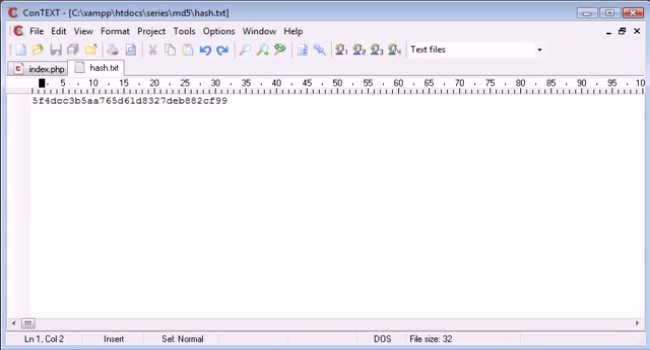 ConTEXT - [C:\xampp\htdocs\series\md5\hash.txt]
File Edit View Format Project Tools Options Window Help
Text files
index.php hash.txt
0 5 10 15 20 25 30 35 40 45 50 55 60 65 70 75 80 85 90 95 10
5f4dcc3b5aa765d61d8327deb882cf99
Ln 1, Col 2 Insert Sel: Normal DOS File size: 32